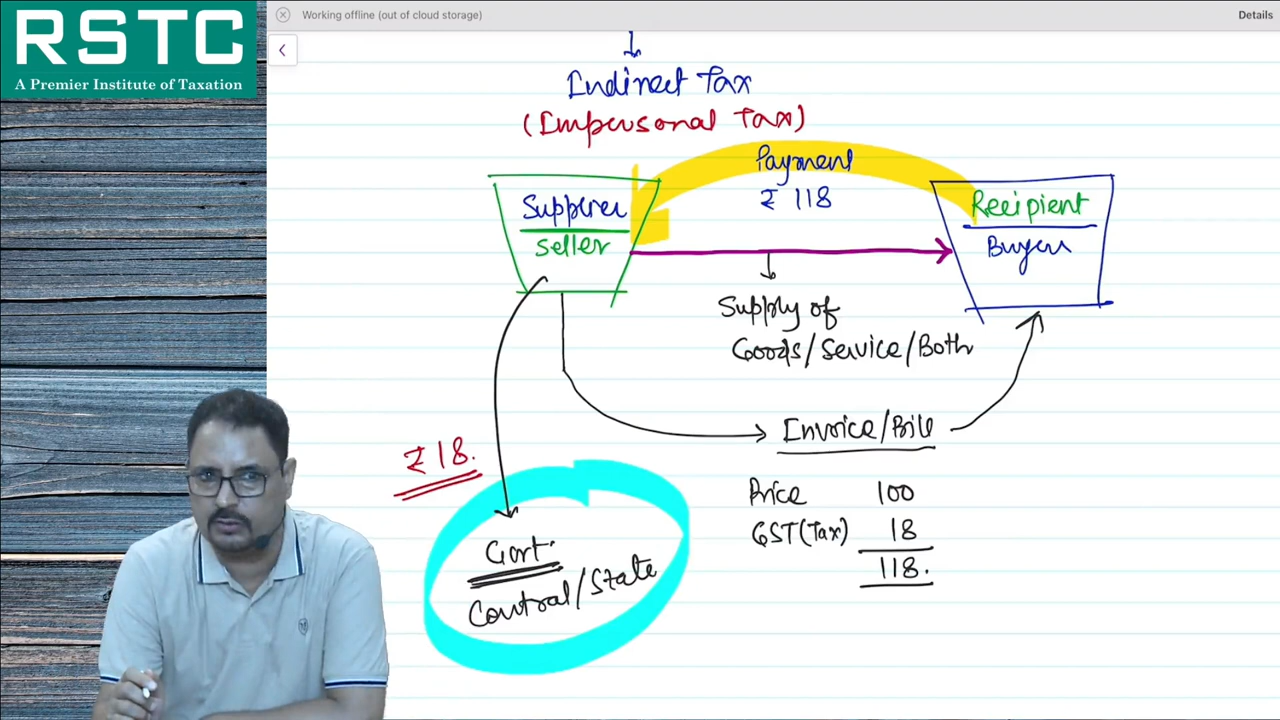 RSTC
A Premier Institute of Taxation
Working offline (out of cloud storage)
Details
Indirect Tax
(Impersonal Tax)
Payment
₹ 118
Supplier
Seller
Recipient
Buyer
Supply of
Goods/Service/Both
Invoice/Bill
₹18.
Price 100
GST(Tax) 18
118.
Govt.
Central/State